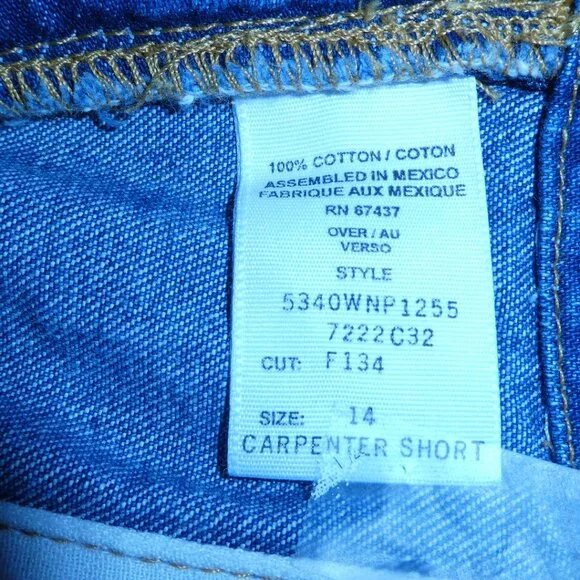 100% COTTON / COTON
ASSEMBLED IN MEXICO
FABRIQUE AUX MEXIQUE
RN 67437
OVER / AU
VERSO
STYLE
5340WNP1255
7222C32
CUT: F134
SIZE: 14
CARPENTER SHORT